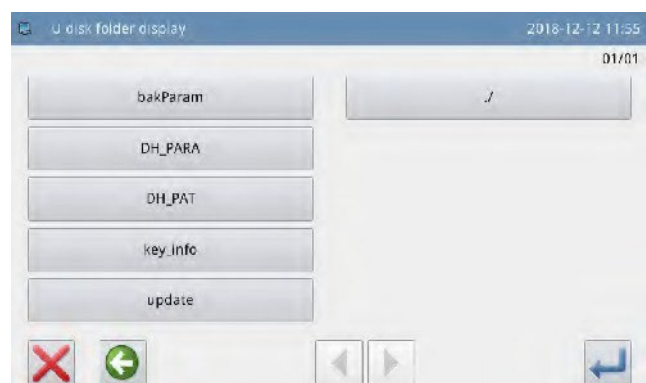 U disk folder display 2018-12-12 11:55
01/01
bakParam ./
DH_PARA
DH_PAT
key_info
update